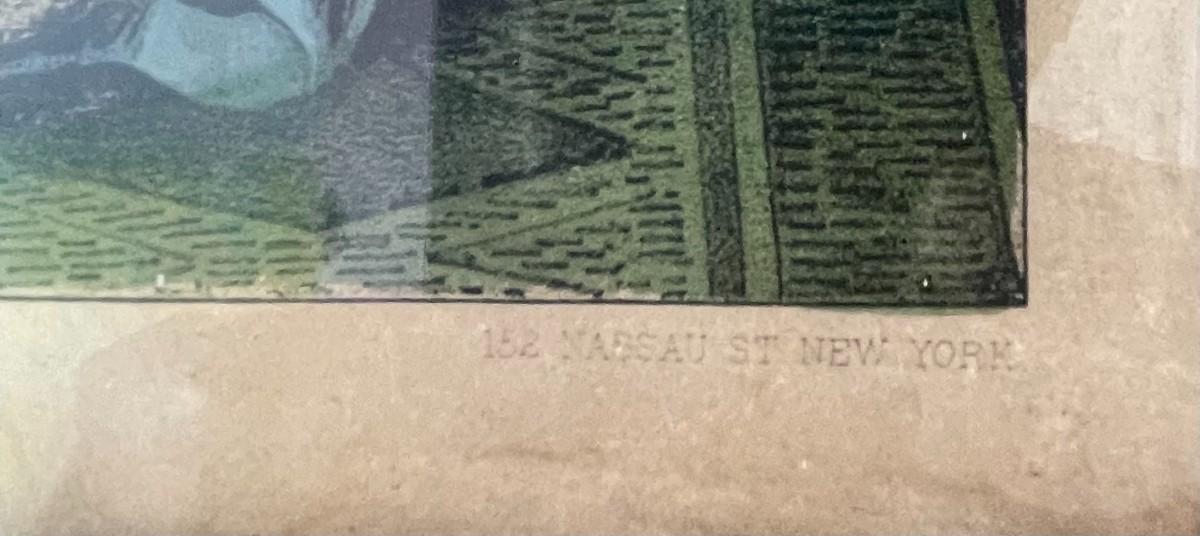 152 NASSAU ST NEW YORK.